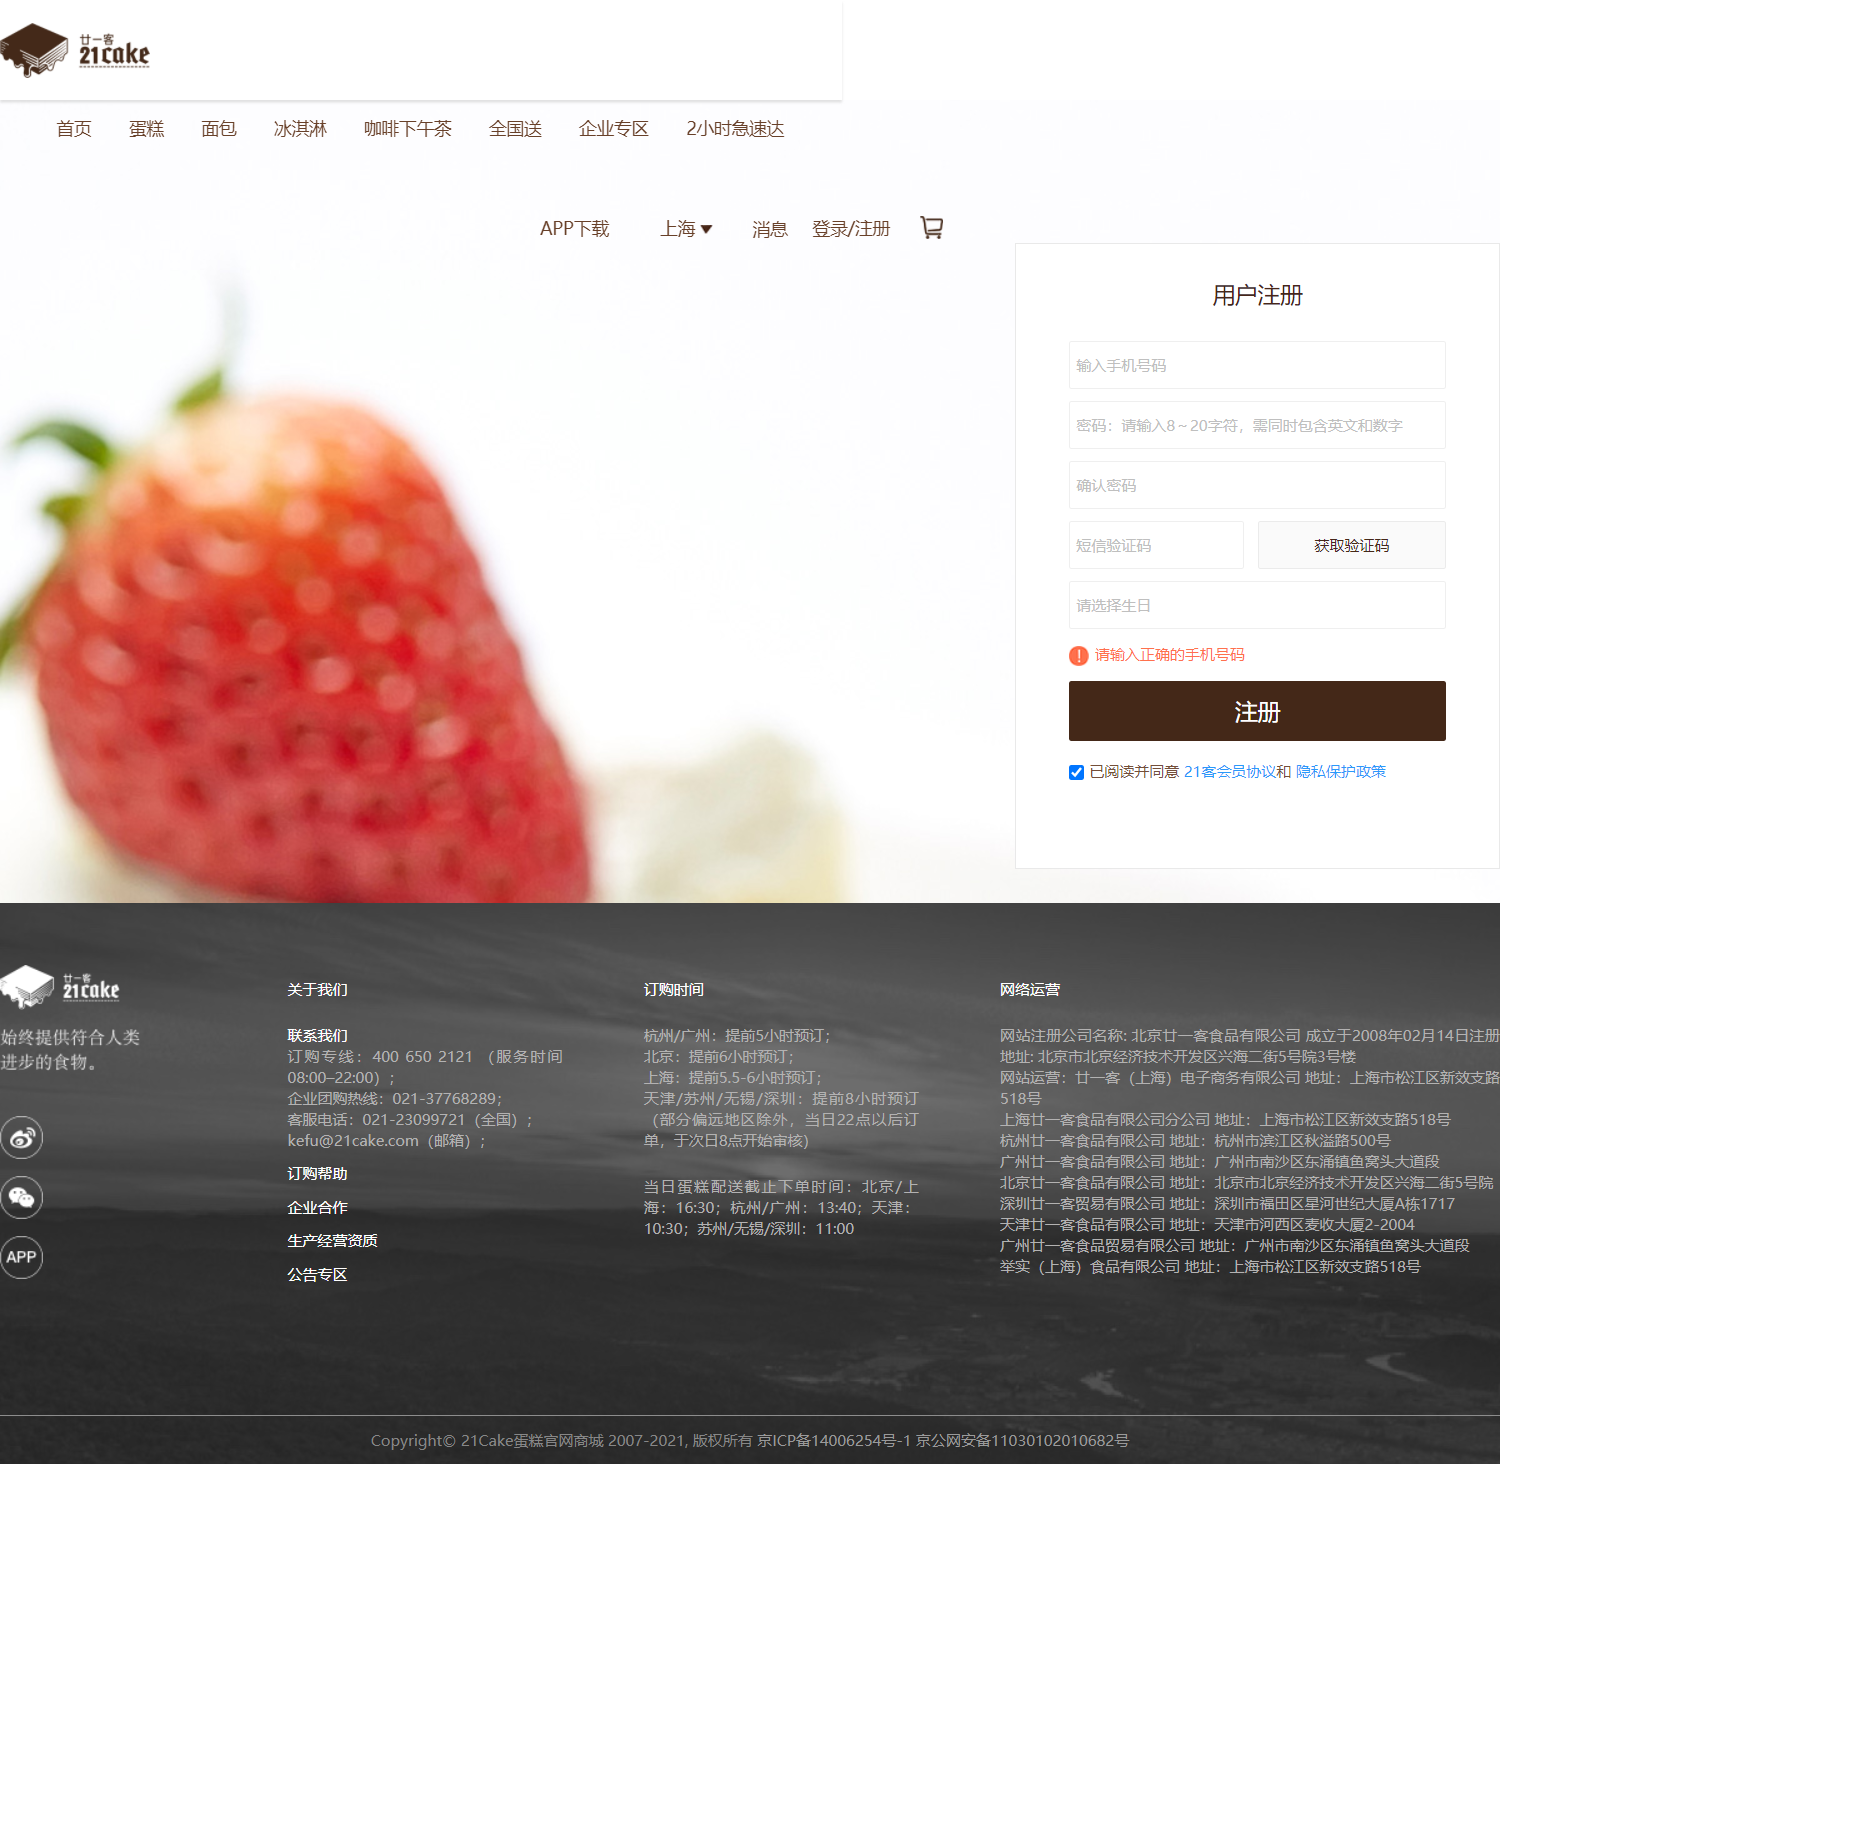 廿一客
21cake
首页 蛋糕 面包 冰淇淋 咖啡下午茶 全国送 企业专区 2小时急速达
APP下载 上海 消息 登录/注册
用户注册
输入手机号码
密码：请输入8～20字符，需同时包含英文和数字
确认密码
短信验证码 获取验证码
请选择生日
请输入正确的手机号码
注册
已阅读并同意 21客会员协议和 隐私保护政策
廿一客
21cake
始终提供符合人类
进步的食物。
APP
关于我们
联系我们
订购专线：400 650 2121 （服务时间
08:00–22:00）;
企业团购热线：021-37768289；
客服电话：021-23099721（全国）;
kefu@21cake.com（邮箱）;
订购帮助
企业合作
生产经营资质
公告专区
订购时间
杭州/广州：提前5小时预订；
北京：提前6小时预订；
上海：提前5.5-6小时预订；
天津/苏州/无锡/深圳：提前8小时预订
（部分偏远地区除外，当日22点以后订
单，于次日8点开始审核）
当日蛋糕配送截止下单时间：北京/上
海：16:30；杭州/广州：13:40；天津：
10:30；苏州/无锡/深圳：11:00
网络运营
网站注册公司名称: 北京廿一客食品有限公司 成立于2008年02月14日注册
地址: 北京市北京经济技术开发区兴海二街5号院3号楼
网站运营：廿一客（上海）电子商务有限公司 地址：上海市松江区新效支路
518号
上海廿一客食品有限公司分公司 地址：上海市松江区新效支路518号
杭州廿一客食品有限公司 地址：杭州市滨江区秋溢路500号
广州廿一客食品有限公司 地址：广州市南沙区东涌镇鱼窝头大道段
北京廿一客食品有限公司 地址：北京市北京经济技术开发区兴海二街5号院
深圳廿一客贸易有限公司 地址：深圳市福田区星河世纪大厦A栋1717
天津廿一客食品有限公司 地址：天津市河西区麦收大厦2-2004
广州廿一客食品贸易有限公司 地址：广州市南沙区东涌镇鱼窝头大道段
举实（上海）食品有限公司 地址：上海市松江区新效支路518号
Copyright© 21Cake蛋糕官网商城 2007-2021, 版权所有 京ICP备14006254号-1 京公网安备11030102010682号